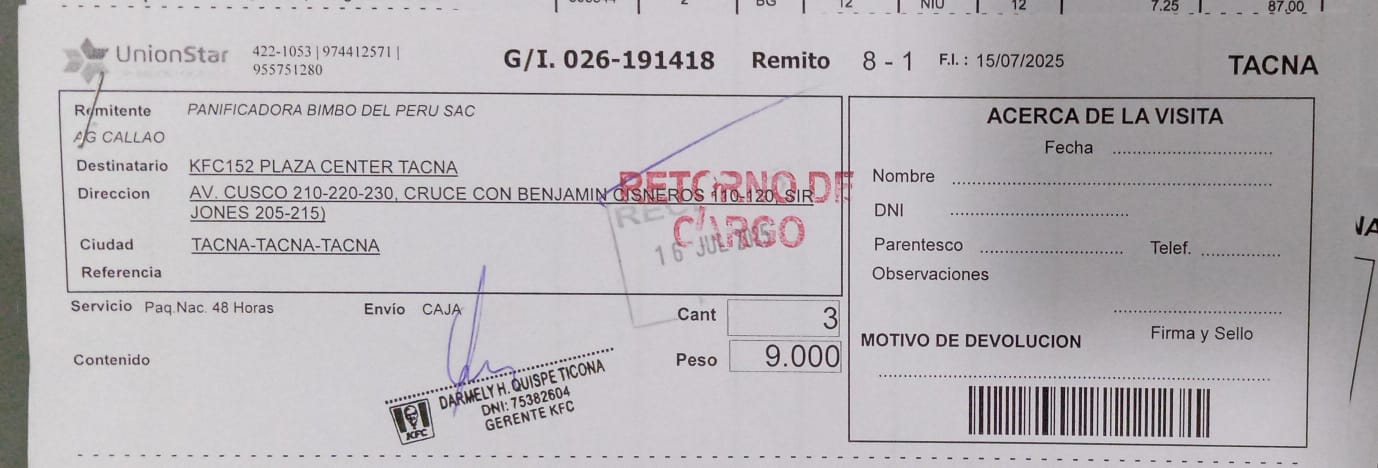 12
NIU
12
7.25
87.00
UnionStar
422-1053 | 974412571 |
955751280
G/I. 026-191418 Remito 8 - 1 F.I. : 15/07/2025 TACNA
Remitente PANIFICADORA BIMBO DEL PERU SAC
AG CALLAO
Destinatario KFC152 PLAZA CENTER TACNA
Direccion AV. CUSCO 210-220-230, CRUCE CON BENJAMIN CISNEROS 110-120, SIR
JONES 205-215)
Ciudad TACNA-TACNA-TACNA
Referencia
RETORNO DE
CARGO
16 JUL 2025
Servicio Paq.Nac. 48 Horas Envío CAJA
Cant 3
Contenido
Peso 9.000
DARMELY H. QUISPE TICONA
DNI: 75382604
GERENTE KFC
KFC
ACERCA DE LA VISITA
Fecha
Nombre
DNI
Parentesco Telef.
Observaciones
Firma y Sello
MOTIVO DE DEVOLUCION